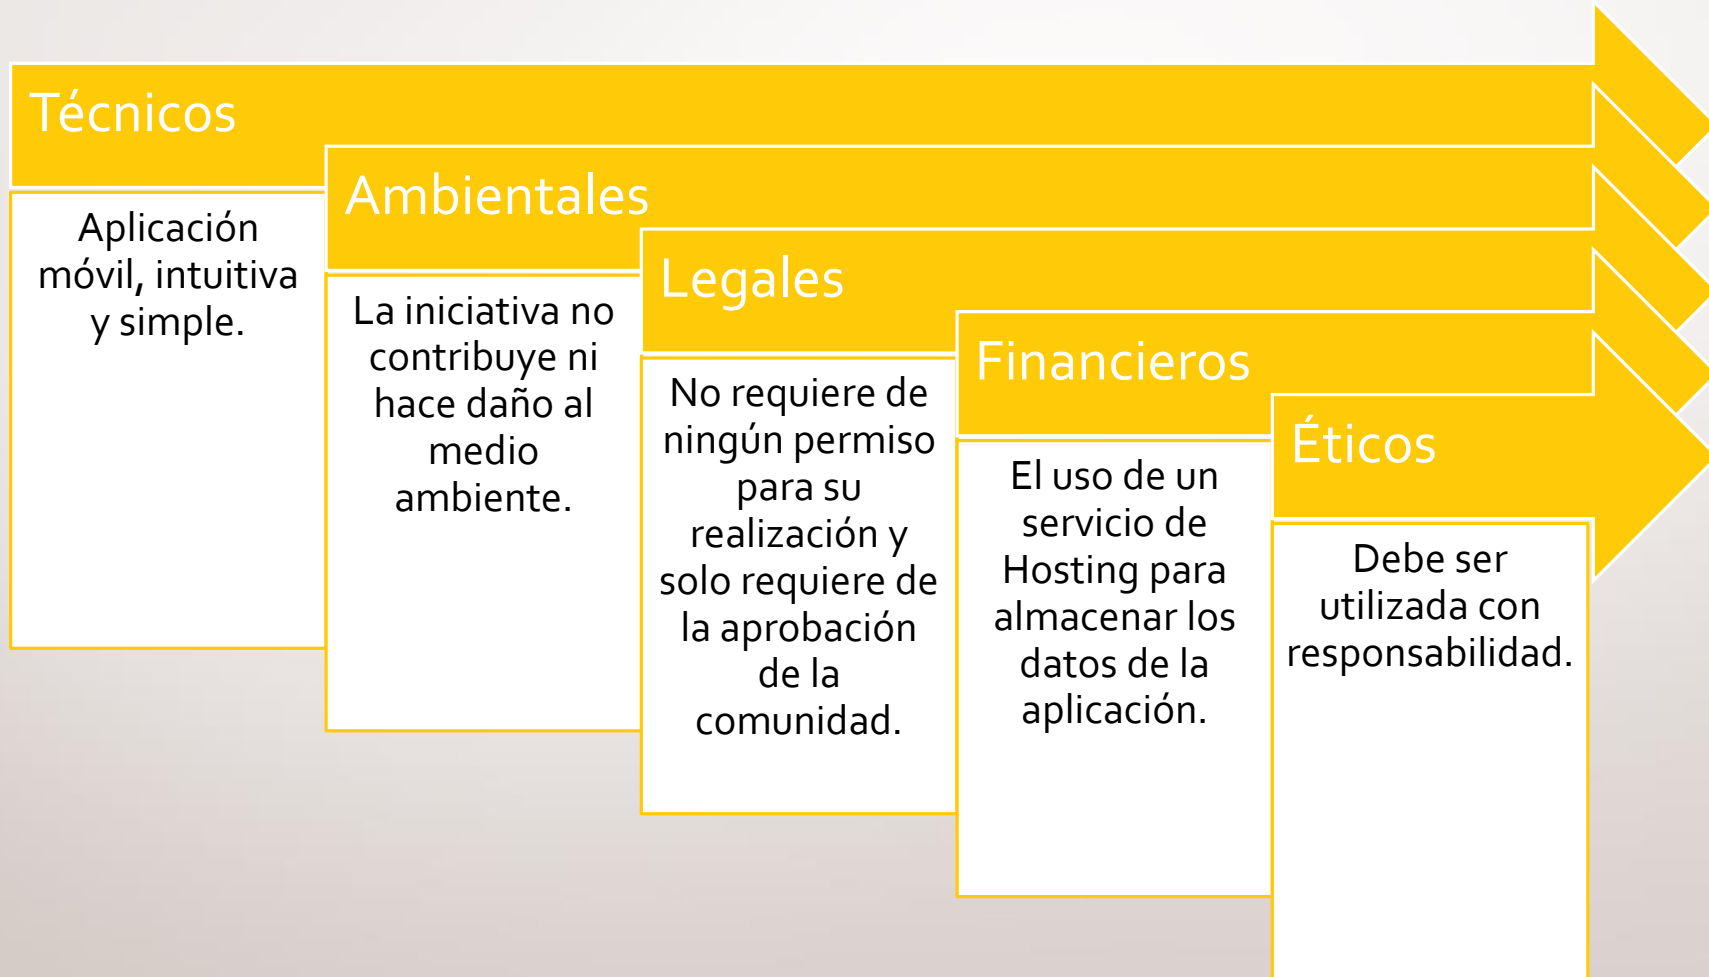 Técnicos
Aplicación
móvil, intuitiva
y simple.
Ambientales
La iniciativa no
contribuye ni
hace daño al
medio
ambiente.
Legales
No requiere de
ningún permiso
para su
realización y
solo requiere de
la aprobación
de la
comunidad.
Financieros
El uso de un
servicio de
Hosting para
almacenar los
datos de la
aplicación.
Éticos
Debe ser
utilizada con
responsabilidad.